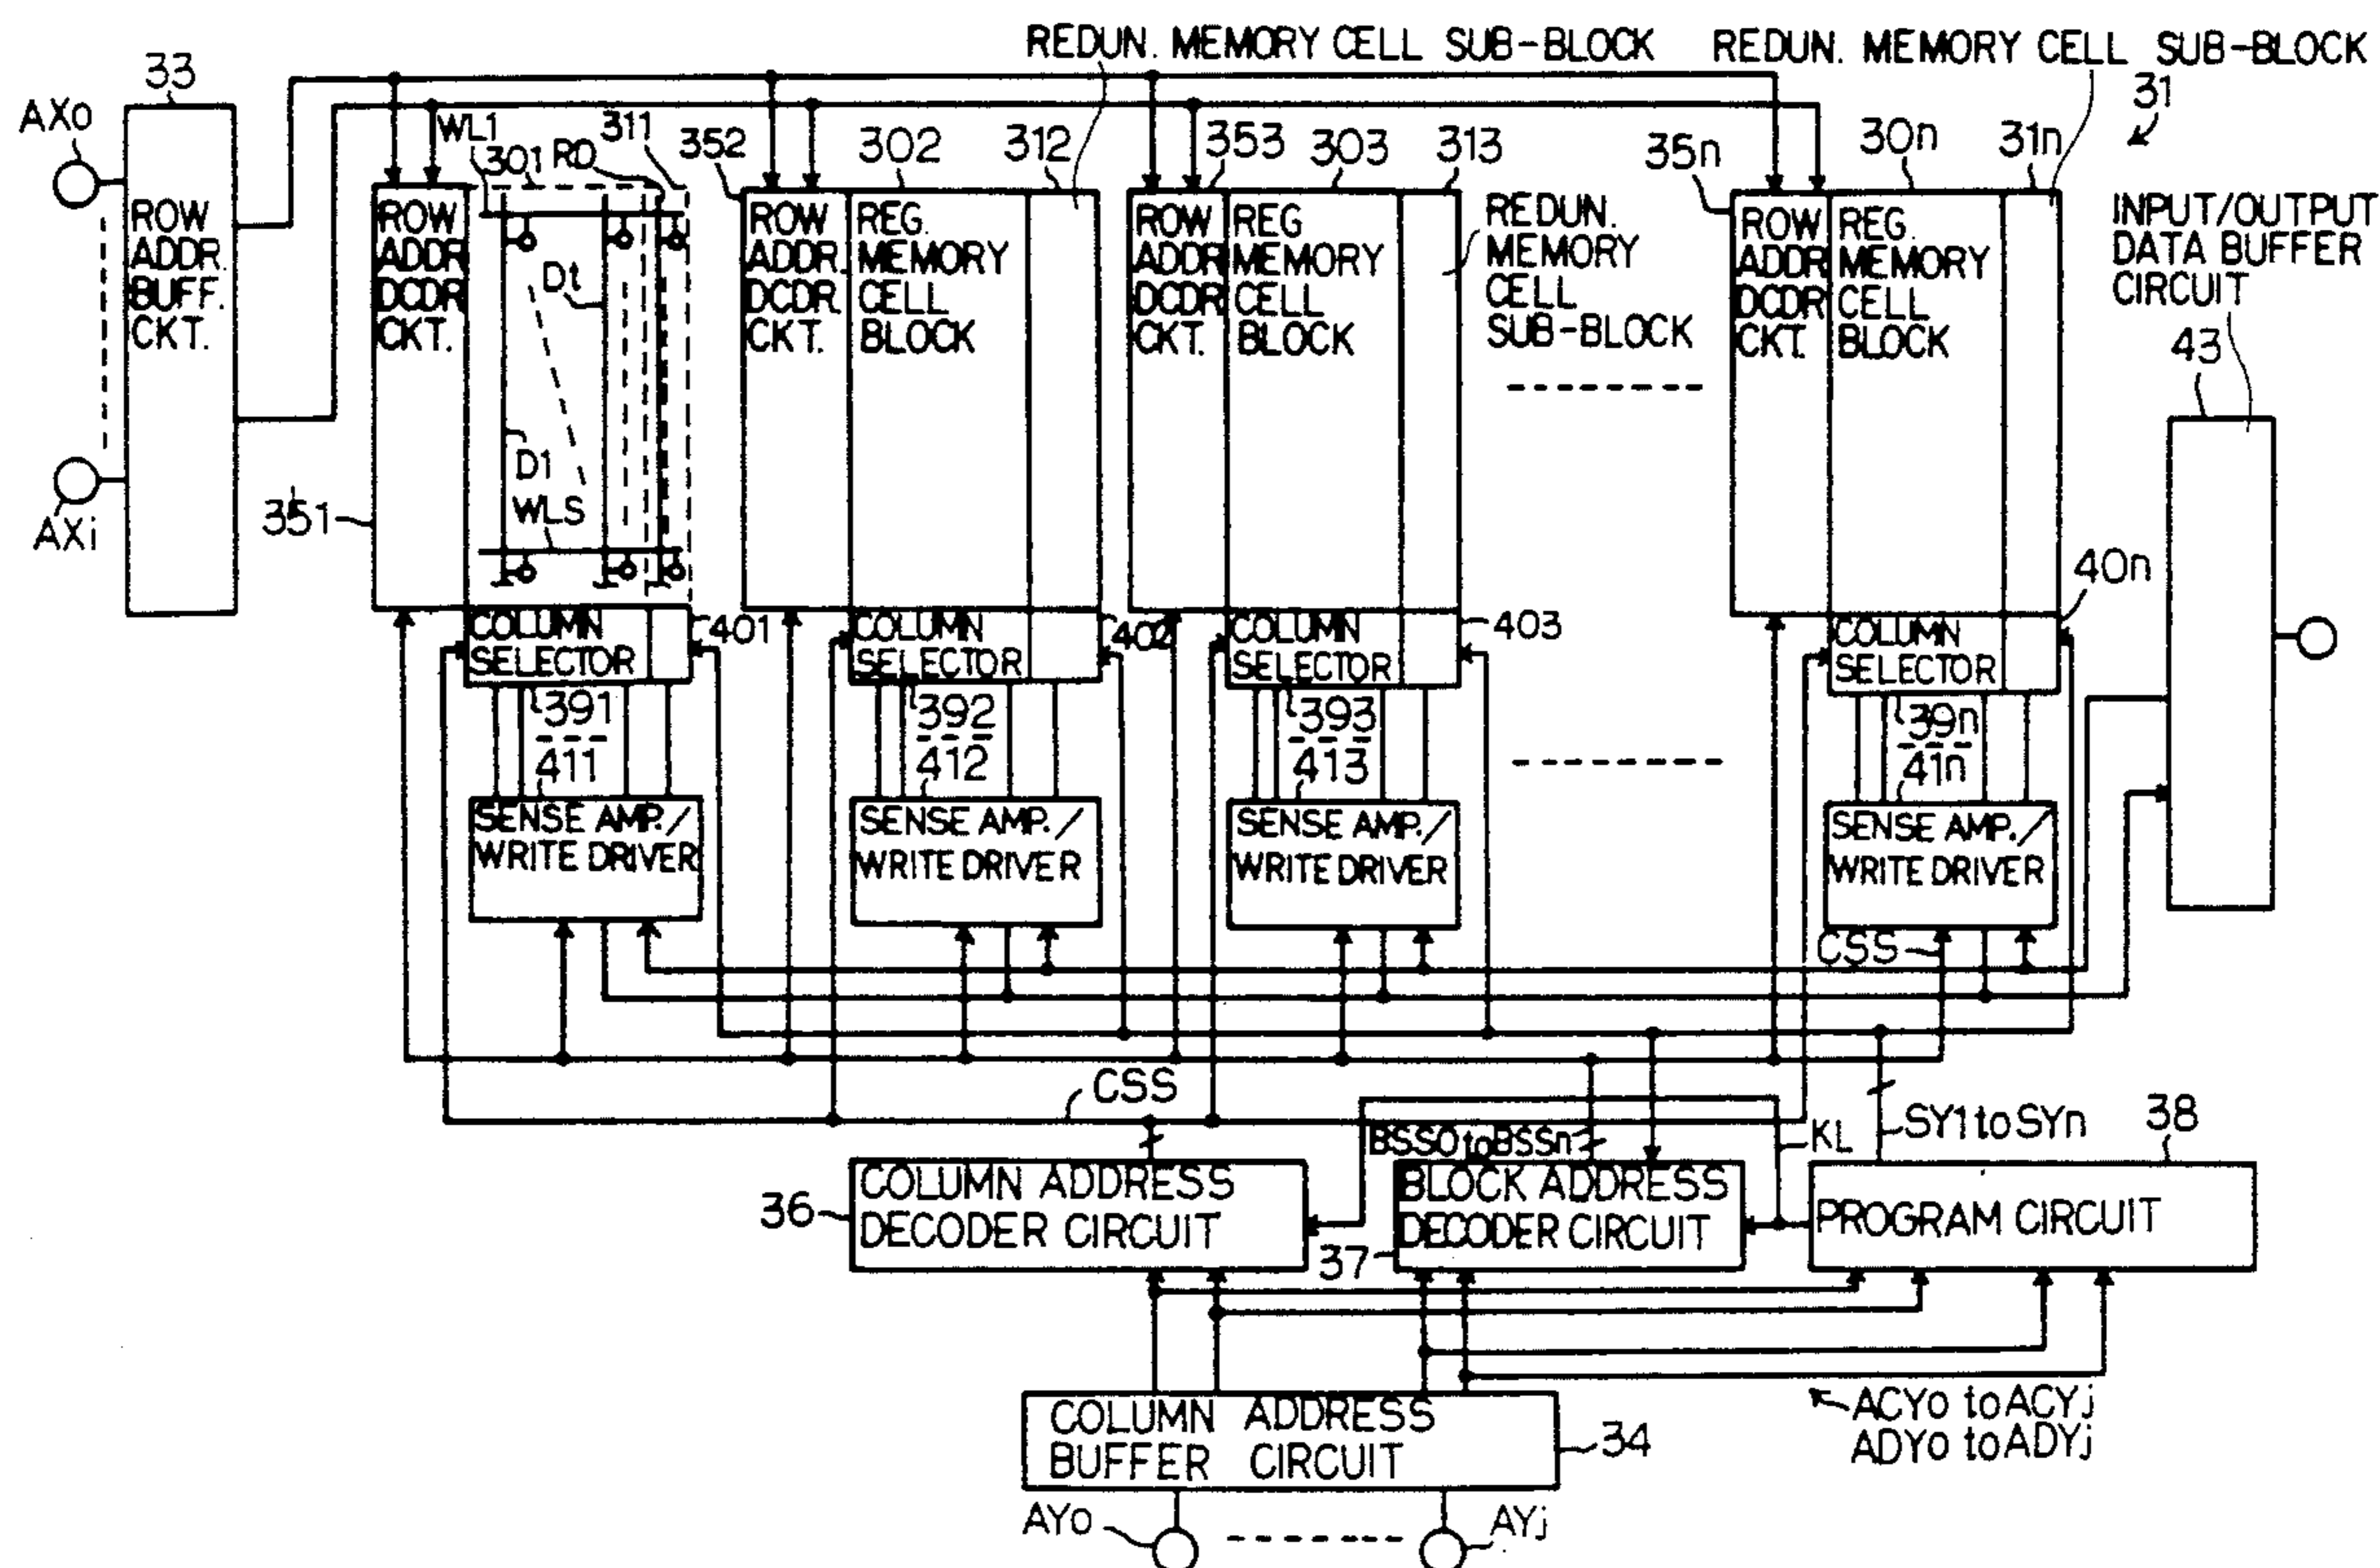 REDUN. MEMORY CELL SUB-BLOCK
REDUN. MEMORY CELL SUB-BLOCK
31
33
AXo
AXi
ROW
ADDR.
BUFF.
CKT.
351
ROW
ADDR
DCDR
CKT.
WL1
301
RD
311
Dt
D1
WLS
352
302
312
ROW
ADDR.
DCDR.
CKT.
REG.
MEMORY
CELL
BLOCK
353
303
313
ROW
ADDR
DCDR
CKT.
REG
MEMORY
CELL
BLOCK
REDUN.
MEMORY
CELL
SUB-BLOCK
35n
30n
31n
ROW
ADDR
DCDR
CKT.
REG.
MEMORY
CELL
BLOCK
INPUT/OUTPUT
DATA BUFFER
CIRCUIT
43
COLUMN
SELECTOR
401
COLUMN
SELECTOR
402
COLUMN
SELECTOR
403
COLUMN
SELECTOR
40n
391
411
392
412
393
413
39n
41n
SENSE AMP./
WRITE DRIVER
SENSE AMP./
WRITE DRIVER
SENSE AMP./
WRITE DRIVER
SENSE AMP./
WRITE DRIVER
CSS
CSS
BSS0 to BSSn
KL
SY1 to SYn
38
36
COLUMN ADDRESS
DECODER CIRCUIT
37
BLOCK ADDRESS
DECODER CIRCUIT
PROGRAM CIRCUIT
COLUMN ADDRESS
BUFFER CIRCUIT
34
ACYo to ACYj
ADYo to ADYj
AYo
AYj